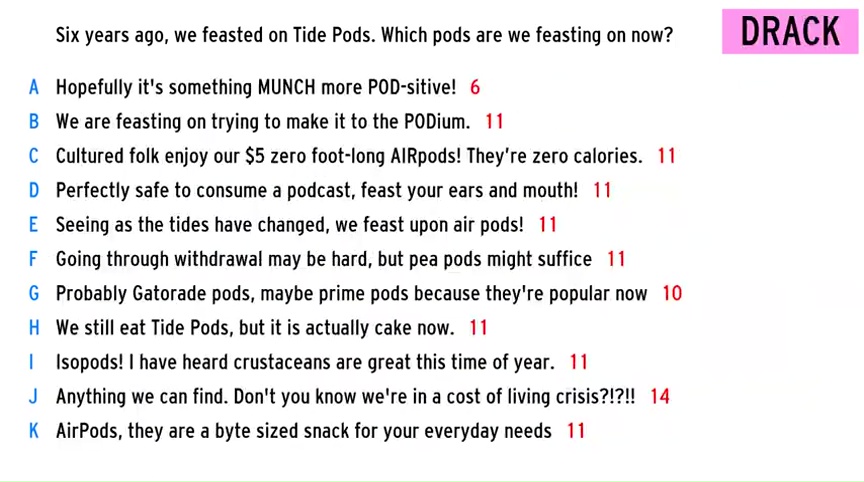 Six years ago, we feasted on Tide Pods. Which pods are we feasting on now?
DRACK
A Hopefully it's something MUNCH more POD-sitive! 6
B We are feasting on trying to make it to the PODium. 11
C Cultured folk enjoy our $5 zero foot-long AIRpods! They're zero calories. 11
D Perfectly safe to consume a podcast, feast your ears and mouth! 11
E Seeing as the tides have changed, we feast upon air pods! 11
F Going through withdrawal may be hard, but pea pods might suffice 11
G Probably Gatorade pods, maybe prime pods because they're popular now 10
H We still eat Tide Pods, but it is actually cake now. 11
I Isopods! I have heard crustaceans are great this time of year. 11
J Anything we can find. Don't you know we're in a cost of living crisis?!?!! 14
K AirPods, they are a byte sized snack for your everyday needs 11